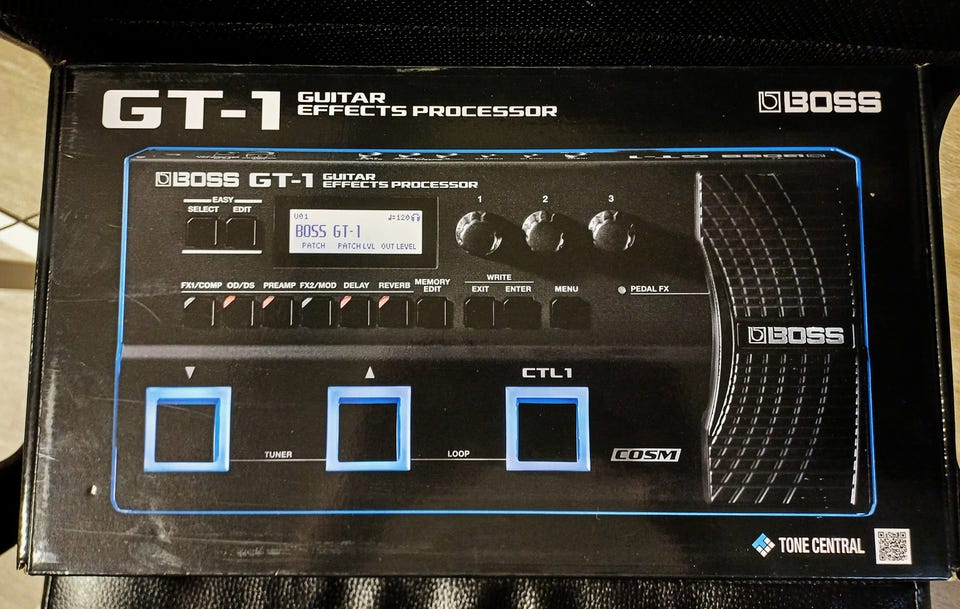 GT-1 GUITAR
EFFECTS PROCESSOR
BOSS
BOSS GT-1 GUITAR
EFFECTS PROCESSOR
EASY
SELECT EDIT
U01 ♩=120
BOSS GT-1
PATCH PATCH LVL OUT LEVEL
1 2 3
FX1/COMP OD/DS PREAMP FX2/MOD DELAY REVERB MEMORY
EDIT
WRITE
EXIT ENTER MENU
PEDAL FX
BOSS
▼ ▲ CTL1
TUNER LOOP
COSM
TONE CENTRAL